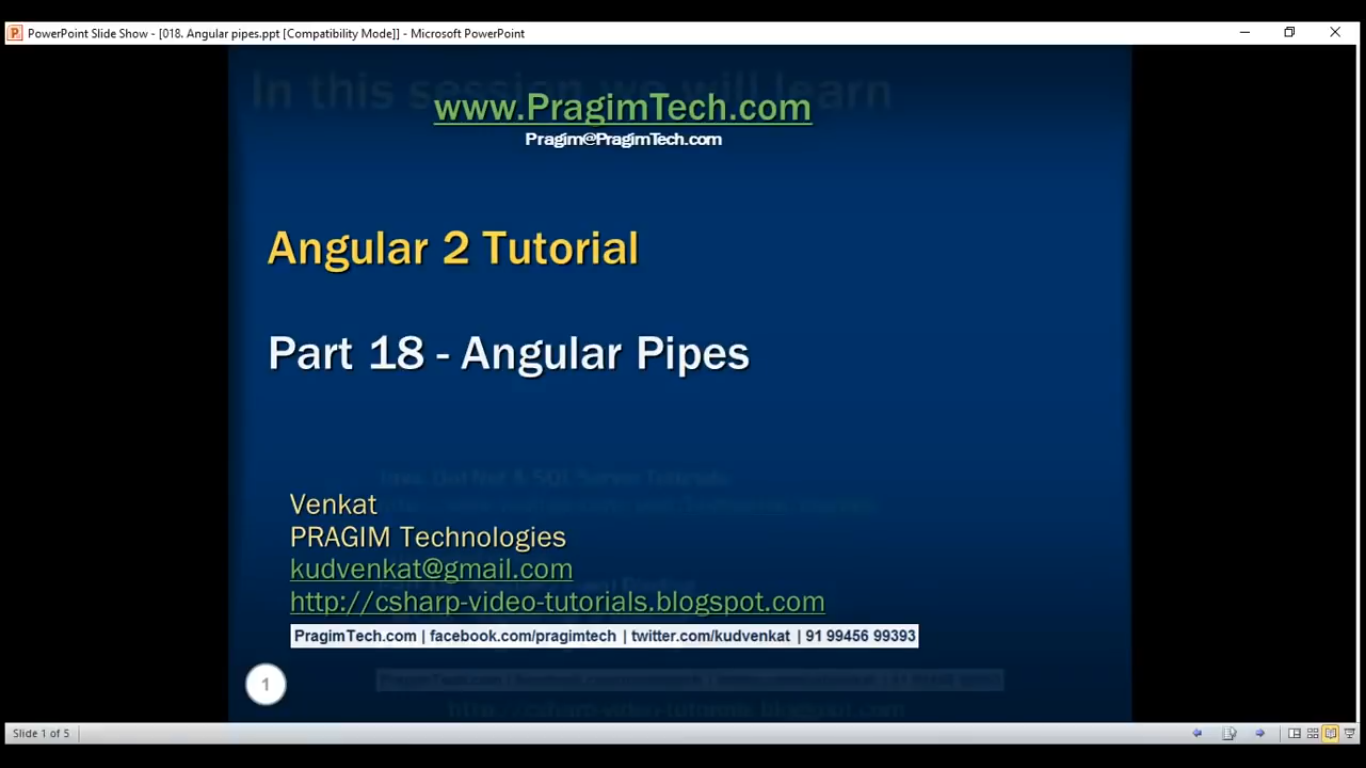 PowerPoint Slide Show - [018. Angular pipes.ppt [Compatibility Mode]] - Microsoft PowerPoint
In this session we will learn
www.PragimTech.com
Pragim@PragimTech.com
Angular 2 Tutorial
Part 18 - Angular Pipes
Venkat
PRAGIM Technologies
kudvenkat@gmail.com
http://csharp-video-tutorials.blogspot.com
PragimTech.com | facebook.com/pragimtech | twitter.com/kudvenkat | 91 99456 99393
1
Slide 1 of 5